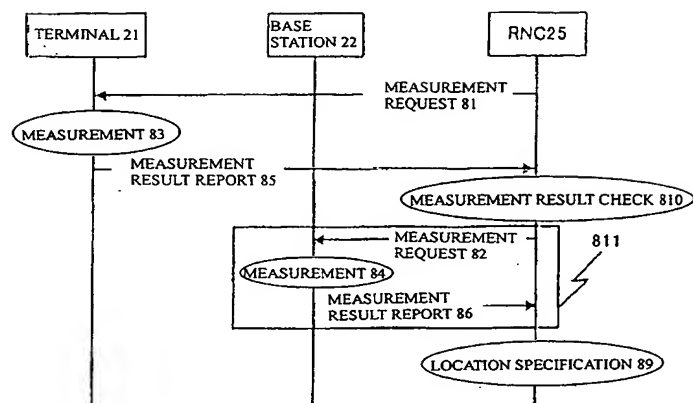 TERMINAL 21
BASE
STATION 22
RNC25
MEASUREMENT
REQUEST 81
MEASUREMENT 83
MEASUREMENT
RESULT REPORT 85
MEASUREMENT RESULT CHECK 810
MEASUREMENT
REQUEST 82
811
MEASUREMENT 84
MEASUREMENT
RESULT REPORT 86
LOCATION SPECIFICATION 89